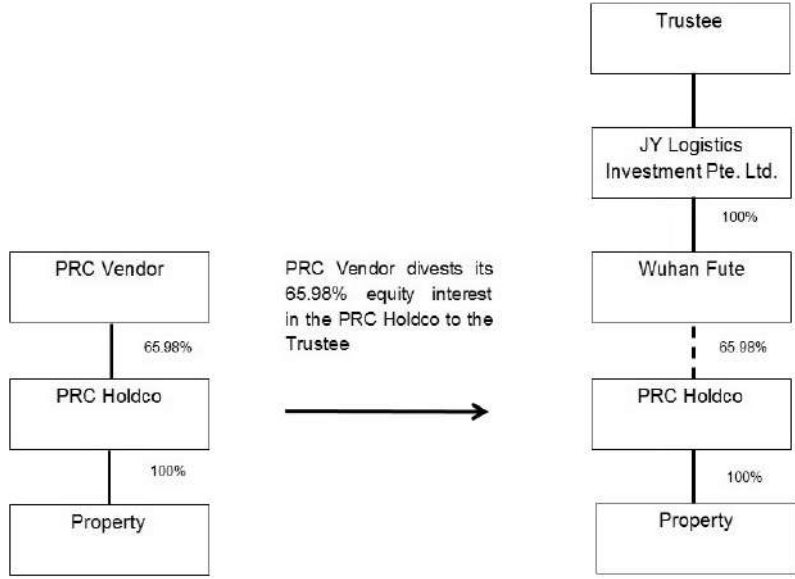 PRC Vendor
65.98%
PRC Holdco
100%
Property
PRC Vendor divests its
65.98% equity interest
in the PRC Holdco to the
Trustee
Trustee
JY Logistics
Investment Pte. Ltd.
100%
Wuhan Fute
65.98%
PRC Holdco
100%
Property